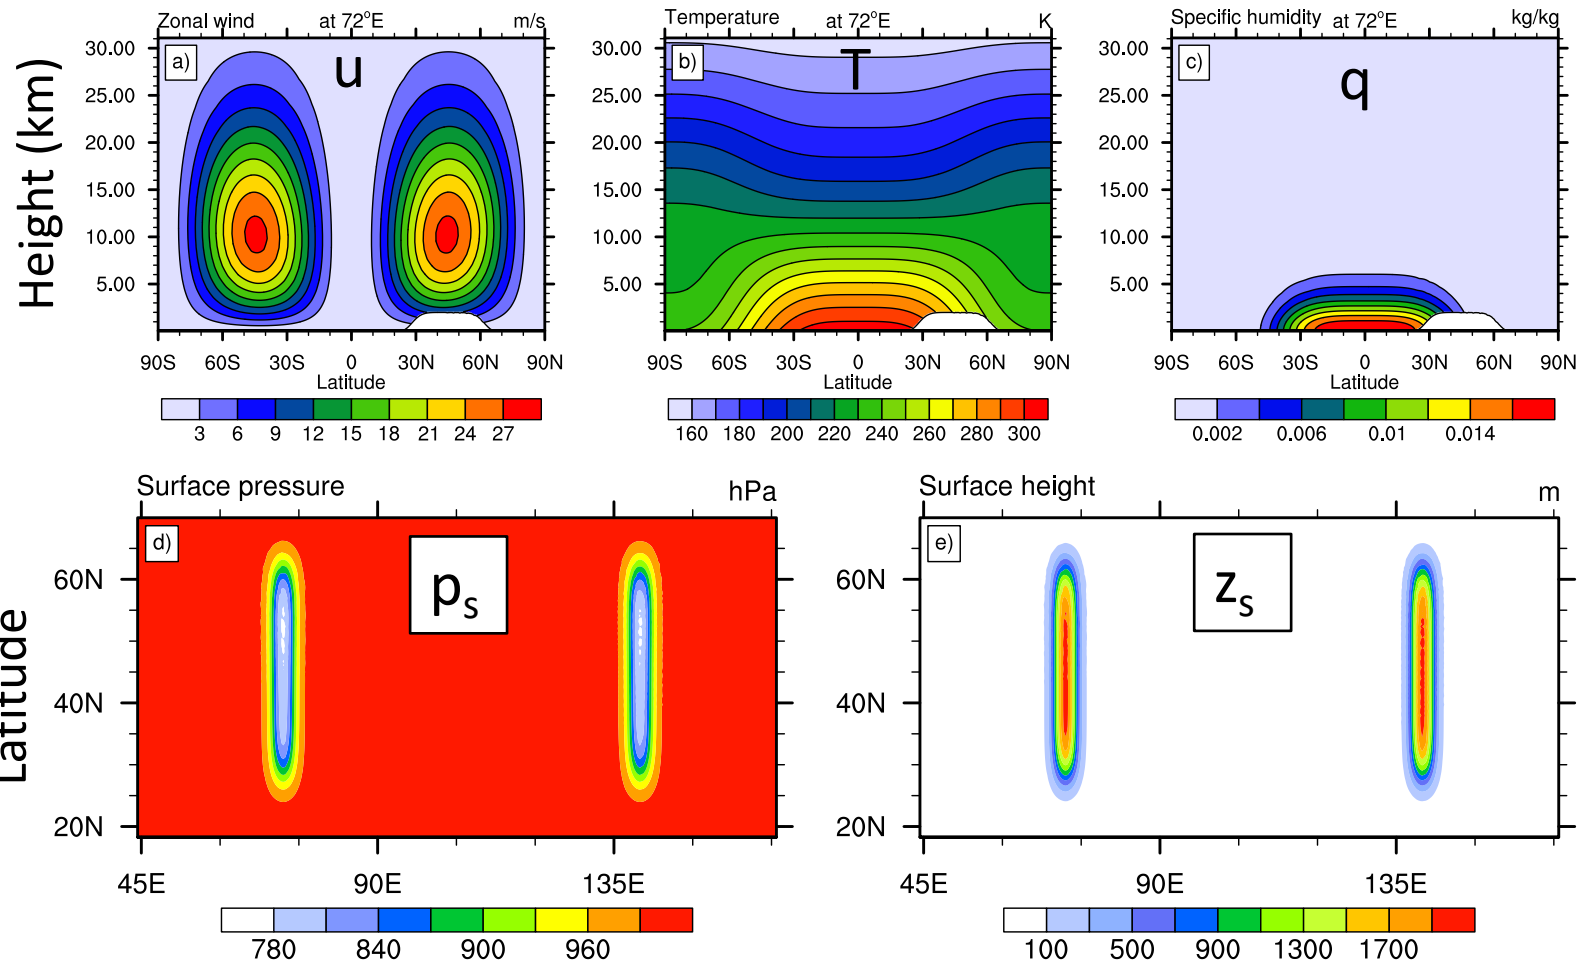 Zonal wind at 72°E m/s
Temperature at 72°E K
Specific humidity at 72°E kg/kg
Height (km)
30.00
25.00
20.00
15.00
10.00
5.00
a)
u
90S 60S 30S 0 30N 60N 90N
Latitude
3 6 9 12 15 18 21 24 27
30.00
25.00
20.00
15.00
10.00
5.00
b)
T
90S 60S 30S 0 30N 60N 90N
Latitude
160 180 200 220 240 260 280 300
30.00
25.00
20.00
15.00
10.00
5.00
c)
q
90S 60S 30S 0 30N 60N 90N
Latitude
0.002 0.006 0.01 0.014
Surface pressure hPa
Latitude
60N
40N
20N
d)
ps
45E 90E 135E
780 840 900 960
Surface height m
60N
40N
20N
e)
zs
45E 90E 135E
100 500 900 1300 1700